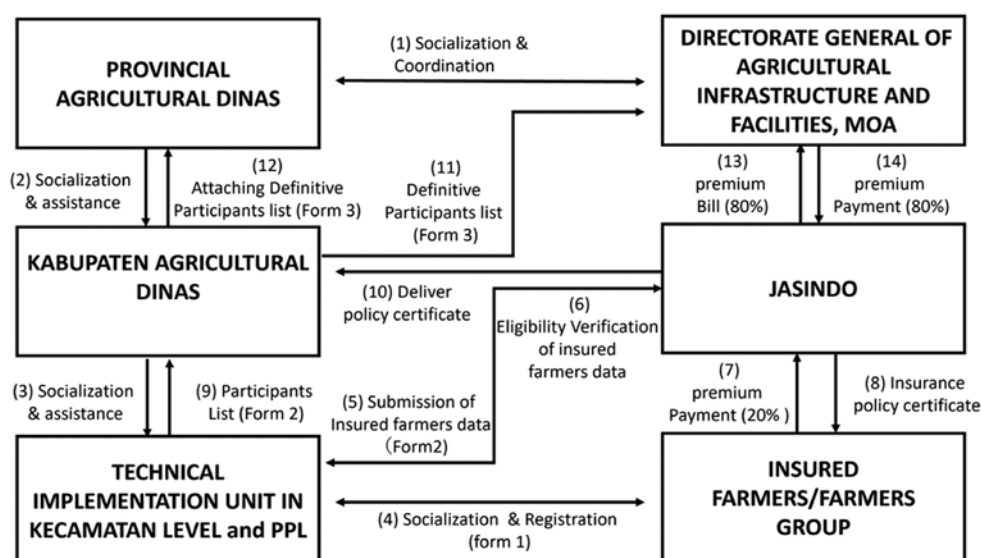 PROVINCIAL
AGRICULTURAL DINAS
(1) Socialization &
Coordination
DIRECTORATE GENERAL OF
AGRICULTURAL
INFRASTRUCTURE AND
FACILITIES, MOA
(2) Socialization
& assistance
(12)
Attaching Definitive
Participants list (Form 3)
(11)
Definitive
Participants list
(Form 3)
(13)
premium
Bill (80%)
(14)
premium
Payment (80%)
KABUPATEN AGRICULTURAL
DINAS
(10) Deliver
policy certificate
(6)
Eligibility Verification
of insured
farmers data
JASINDO
(3) Socialization
& assistance
(9) Participants
List (Form 2)
(5) Submission of
Insured farmers data
(Form2)
(7)
premium
Payment (20% )
(8) Insurance
policy certificate
TECHNICAL
IMPLEMENTATION UNIT IN
KECAMATAN LEVEL and PPL
(4) Socialization & Registration
(form 1)
INSURED
FARMERS/FARMERS
GROUP